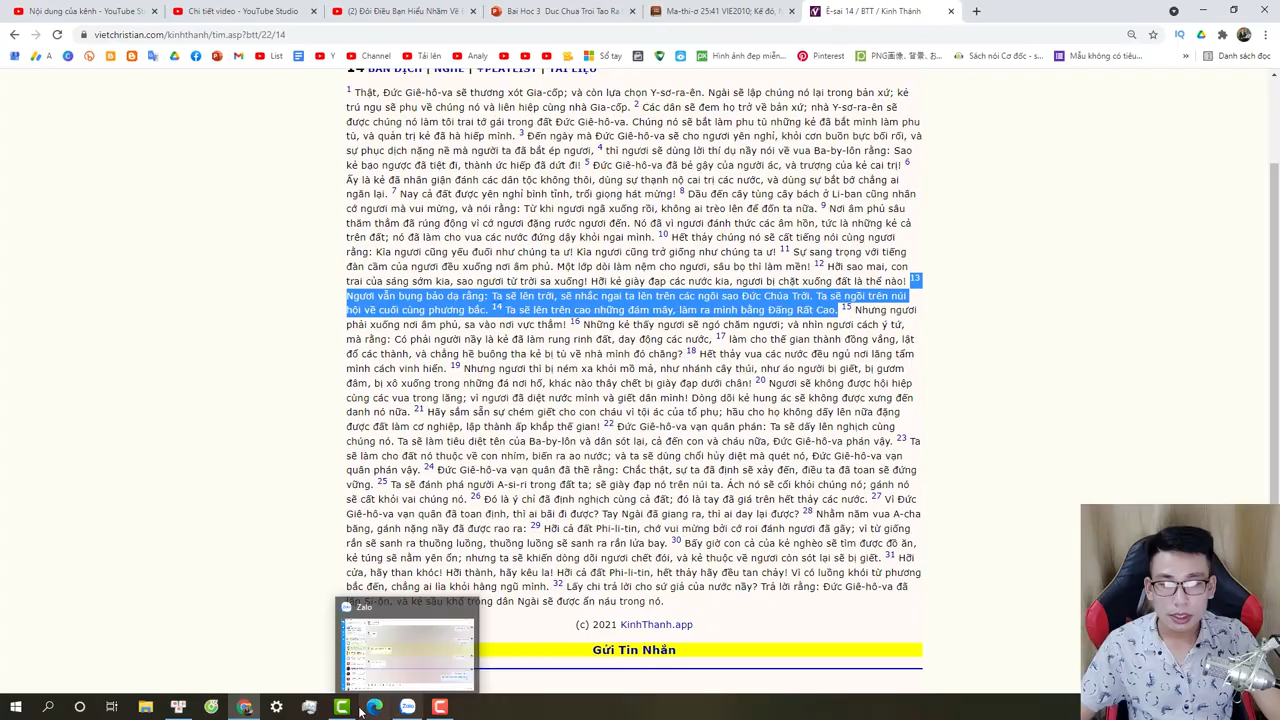 Nội dung của kênh - YouTube St
Chi tiết video - YouTube Studio
(2) Đôi Điều Bạn Hiểu Nhầm Về
Bai Hoc 3_Duc Chua Troi Ta
Ma-thi-ơ 25:41 VIE2010; Kế đó, N
Ê-sai 14 / BTT / Kinh Thánh
vietchristian.com/kinhthanh/tim.asp?btt/22/14
A
C
M
List
Y
Channel
Tải lên
Analy
Sổ tay
Hình ảnh đẹp miễn...
Pinterest
PNG画像、背景、お...
Sách nói Cơ đốc - s...
Mẫu không có tiêu...
Danh sách đọc
14 BẢN DỊCH | NGHE | +PLAYLIST | TÀI LIỆU
1 Thật, Đức Giê-hô-va sẽ thương xót Gia-cốp; và còn lựa chọn Y-sơ-ra-ên. Ngài sẽ lập chúng nó lại trong bản xứ; kẻ
trú ngụ sẽ phụ về chúng nó và liên hiệp cùng nhà Gia-cốp. 2 Các dân sẽ đem họ trở về bản xứ; nhà Y-sơ-ra-ên sẽ
được chúng nó làm tôi trai tớ gái trong đất Đức Giê-hô-va. Chúng nó sẽ bắt làm phu tù những kẻ đã bắt mình làm phu
tù, và quản trị kẻ đã hà hiếp mình. 3 Đến ngày mà Đức Giê-hô-va sẽ cho ngươi yên nghỉ, khỏi cơn buồn bực bối rối, và
sự phục dịch nặng nề mà người ta đã bắt ép ngươi, 4 thì ngươi sẽ dùng lời thí dụ nầy nói về vua Ba-by-lôn rằng: Sao
kẻ bạo ngược đã tiệt đi, thành ức hiếp đã dứt đi! 5 Đức Giê-hô-va đã bẻ gậy của người ác, và trượng của kẻ cai trị! 6
Ấy là kẻ đã nhân giận đánh các dân tộc không thôi, dùng sự thạnh nộ cai trị các nước, và dùng sự bắt bớ chẳng ai
ngăn lại. 7 Nay cả đất được yên nghỉ bình tĩnh, trổi giọng hát mừng! 8 Dầu đến cây tùng cây bách ở Li-ban cũng nhân
cớ ngươi mà vui mừng, và nói rằng: Từ khi ngươi ngã xuống rồi, không ai trèo lên để đốn ta nữa. 9 Nơi âm phủ sâu
thẳm thảm đã rúng động vì cớ ngươi đặng rước ngươi đến. Nó đã vì ngươi đánh thức các âm hồn, tức là những kẻ cả
trên đất; nó đã làm cho vua các nước đứng dậy khỏi ngai mình. 10 Hết thảy chúng nó sẽ cất tiếng nói cùng ngươi
rằng: Kìa ngươi cũng yếu đuối như chúng ta ư! Kìa ngươi cũng trở giống như chúng ta ư! 11 Sự sang trọng với tiếng
đàn cầm của ngươi đều xuống nơi âm phủ. Một lớp dòi làm nệm cho ngươi, sâu bọ thì làm mền! 12 Hỡi sao mai, con
trai của sáng sớm kia, sao ngươi từ trời sa xuống! Hỡi kẻ giày đạp các nước kia, ngươi bị chặt xuống đất là thể nào! 13
Ngươi vẫn bụng bảo dạ rằng: Ta sẽ lên trời, sẽ nhắc ngai ta lên trên các ngôi sao Đức Chúa Trời. Ta sẽ ngồi trên núi
hội về cuối cùng phương bắc. 14 Ta sẽ lên trên cao những đám mây, làm ra mình bằng Đấng Rất Cao. 15 Nhưng ngươi
phải xuống nơi âm phủ, sa vào nơi vực thẳm! 16 Những kẻ thấy ngươi sẽ ngó chăm ngươi; và nhìn ngươi cách ý tứ,
mà rằng: Có phải người nầy là kẻ đã làm rung rinh đất, day động các nước, 17 làm cho thế gian thành đồng vắng, lật
đổ các thành, và chẳng hề buông tha kẻ bị tù về nhà mình đó chăng? 18 Hết thảy vua các nước đều ngủ nơi lăng tẩm
mình cách vinh hiển. 19 Nhưng ngươi thì bị ném xa khỏi mồ mả, như nhánh cây thúi, như áo người bị giết, bị gươm
đâm, bị xô xuống trong những đá nơi hố, khác nào thây chết bị giày đạp dưới chân! 20 Ngươi sẽ không được hội hiệp
cùng các vua trong lăng; vì ngươi đã diệt nước mình và giết dân mình! Dòng dõi kẻ hung ác sẽ không được xưng đến
danh nó nữa. 21 Hãy sắm sẵn sự chém giết cho con cháu vì tội ác của tổ phụ; hầu cho họ không dấy lên nữa đặng
được đất làm cơ nghiệp, lập thành ấp khắp thế gian! 22 Đức Giê-hô-va vạn quân phán: Ta sẽ dấy lên nghịch cùng
chúng nó. Ta sẽ làm tiêu diệt tên của Ba-by-lôn và dân sót lại, cả đến con và cháu nữa, Đức Giê-hô-va phán vậy. 23 Ta
sẽ làm cho đất nó thuộc về con nhím, biến ra ao nước; và ta sẽ dùng chổi hủy diệt mà quét nó, Đức Giê-hô-va vạn
quân phán vậy. 24 Đức Giê-hô-va vạn quân đã thề rằng: Chắc thật, sự ta đã định sẽ xảy đến, điều ta đã toan sẽ đứng
vững. 25 Ta sẽ đánh phá người A-si-ri trong đất ta; sẽ giày đạp nó trên núi ta. Ách nó sẽ cổi khỏi chúng nó; gánh nó
sẽ cất khỏi vai chúng nó. 26 Đó là ý chỉ đã định nghịch cùng cả đất; đó là tay đã giá trên hết thảy các nước. 27 Vì Đức
Giê-hô-va vạn quân đã toan định, thì ai bãi đi được? Tay Ngài đã giang ra, thì ai day lại được? 28 Nhằm năm vua A-cha
băng, gánh nặng nầy đã được rao ra: 29 Hỡi cả đất Phi-li-tin, chớ vui mừng bởi cớ roi đánh ngươi đã gãy; vì từ giống
rắn sẽ sanh ra thuồng luồng, thuồng luồng sẽ sanh ra rắn lửa bay. 30 Bấy giờ con cả của kẻ nghèo sẽ tìm được đồ ăn,
kẻ túng sẽ nằm yên ổn; nhưng ta sẽ khiến dòng dõi ngươi chết đói, và kẻ thuộc về ngươi còn sót lại sẽ bị giết. 31 Hỡi
cửa, hãy than khóc! Hỡi thành, hãy kêu la! Hỡi cả đất Phi-li-tin, hết thảy hãy đều tan chảy! Vì có luồng khói từ phương
bắc đến, chẳng ai lìa khỏi hàng ngũ mình. 32 Lấy chi trả lời cho sứ giả của nước nầy? Trả lời rằng: Đức Giê-hô-va đã
lập Si-ôn, và kẻ sầu khổ trong dân Ngài sẽ được ẩn náu trong nó.
Zalo
(c) 2021 KinhThanh.app
Gửi Tin Nhắn